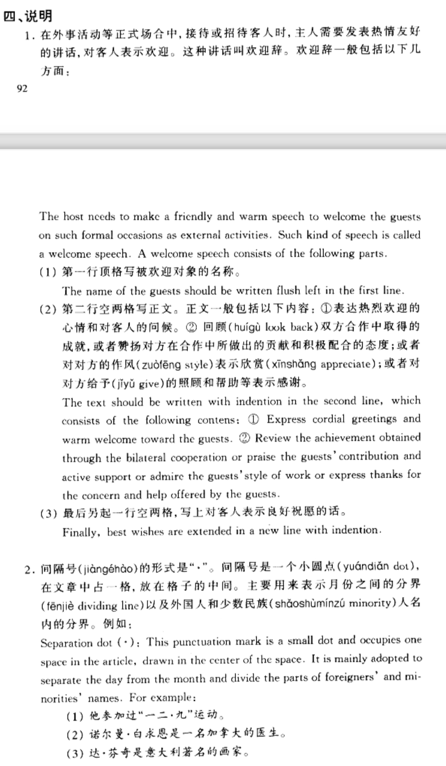 四、说明
1. 在外事活动等正式场合中,接待或招待客人时,主人需要发表热情友好
的讲话,对客人表示欢迎。这种讲话叫欢迎辞。欢迎辞一般包括以下几
方面:
92
The host needs to make a friendly and warm speech to welcome the guests
on such formal occasions as external activities. Such kind of speech is called
a welcome speech. A welcome speech consists of the following parts.
(1) 第一行顶格写被欢迎对象的名称。
The name of the guests should be written flush left in the first line.
(2) 第二行空两格写正文。正文一般包括以下内容:①表达热烈欢迎的
心情和对客人的问候。② 回顾(huígù look back)双方合作中取得的
成就,或者赞扬对方在合作中所做出的贡献和积极配合的态度;或者
对对方的作风(zuòfēng style)表示欣赏(xīnshǎng appreciate);或者对
对方给予(jǐyǔ give)的照顾和帮助等表示感谢。
The text should be written with indention in the second line, which
consists of the following contens: ① Express cordial greetings and
warm welcome toward the guests. ② Review the achievement obtained
through the bilateral cooperation or praise the guests' contribution and
active support or admire the guests' style of work or express thanks for
the concern and help offered by the guests.
(3) 最后另起一行空两格,写上对客人表示良好祝愿的话。
Finally, best wishes are extended in a new line with indention.
2. 间隔号(jiàngéhào)的形式是“·”。间隔号是一个小圆点(yuándiǎn dot),
在文章中占一格,放在格子的中间。主要用来表示月份之间的分界
(fēnjiè dividing line)以及外国人和少数民族(shǎoshùmínzú minority)人名
内的分界。例如:
Separation dot (·): This punctuation mark is a small dot and occupies one
space in the article, drawn in the center of the space. It is mainly adopted to
separate the day from the month and divide the parts of foreigners' and mi-
norities' names. For example:
(1) 他参加过“一二·九”运动。
(2) 诺尔曼·白求恩是一名加拿大的医生。
(3) 达·芬奇是意大利著名的画家。